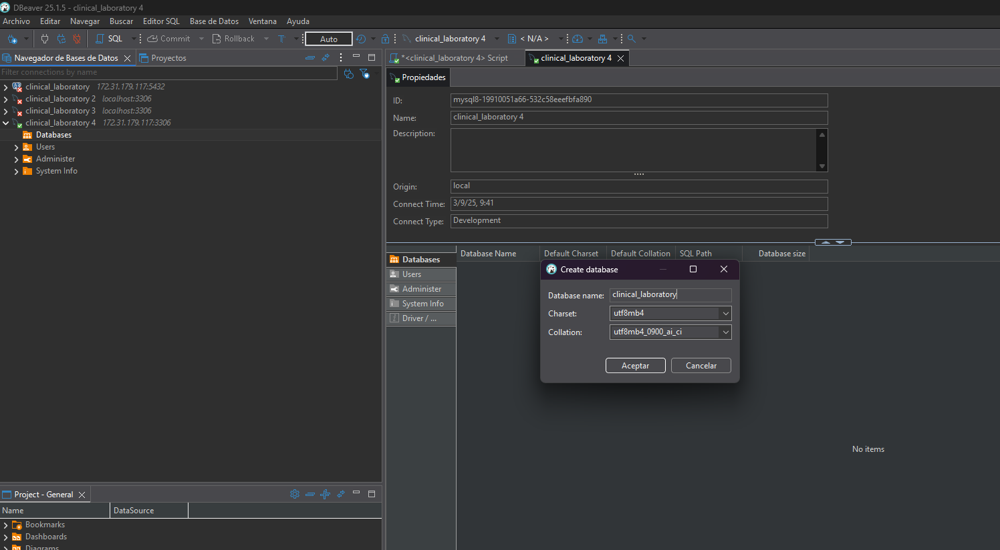 DBeaver 25.1.5 - clinical_laboratory 4
Archivo Editar Navegar Buscar Editor SQL Base de Datos Ventana Ayuda
SQL Commit Rollback T Auto clinical_laboratory 4 < N/A >
Navegador de Bases de Datos Proyectos
Filter connections by name
clinical_laboratory 172.31.179.117:5432
clinical_laboratory 2 localhost:3306
clinical_laboratory 3 localhost:3306
clinical_laboratory 4 172.31.179.117:3306
Databases
Users
Administer
System Info
Project - General
Name DataSource
Bookmarks
Dashboards
Diagrams
*<clinical_laboratory 4> Script clinical_laboratory 4
Propiedades
ID: mysql8-19910051a66-532c58eeefbfa890
Name: clinical_laboratory 4
Description:
Origin: local
Connect Time: 3/9/25, 9:41
Connect Type: Development
Databases
Users
Administer
System Info
Driver / ...
Database Name Default Charset Default Collation SQL Path Database size
No items
Create database
Database name: clinical_laboratory
Charset: utf8mb4
Collation: utf8mb4_0900_ai_ci
Aceptar Cancelar